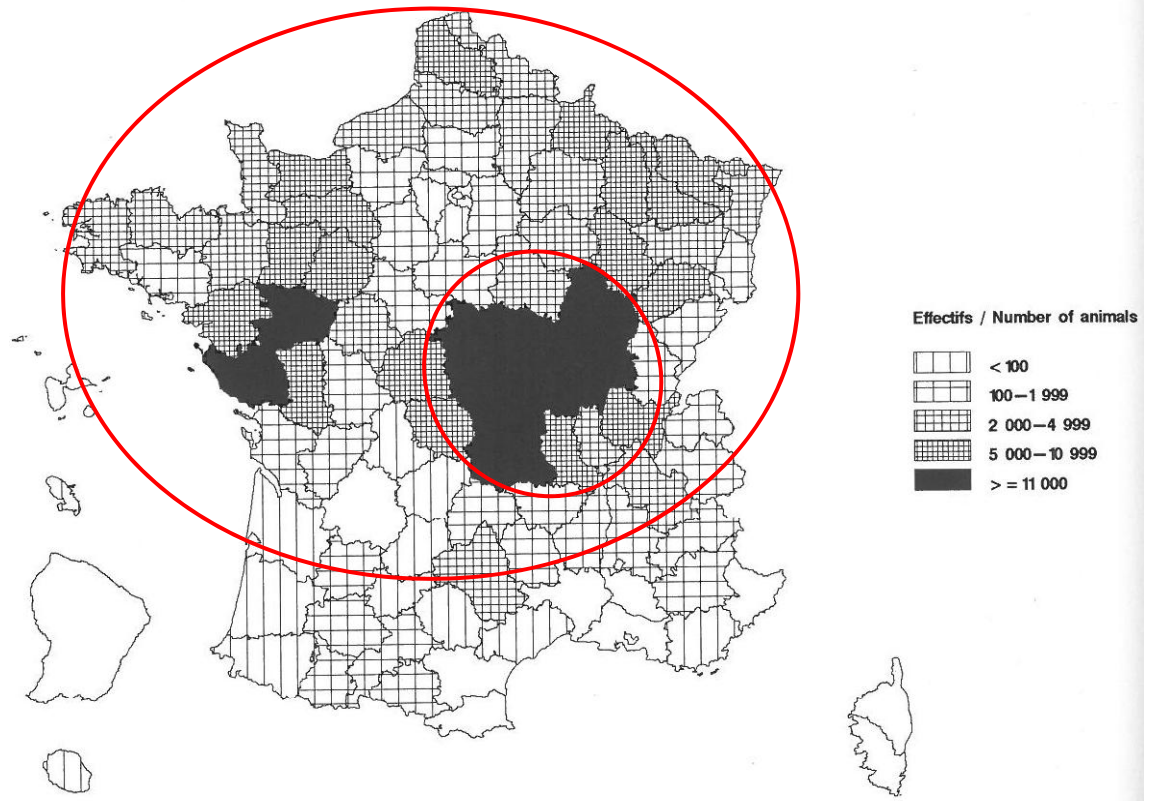 Effectifs / Number of animals
< 100
100—1 999
2 000—4 999
5 000—10 999
> = 11 000